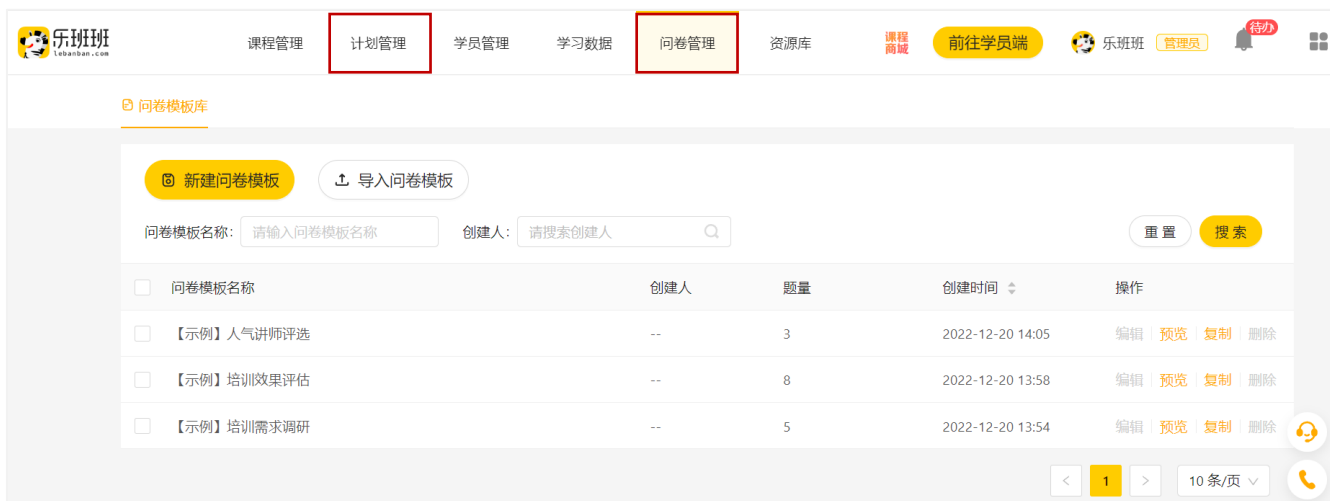 乐班班 lebanban.com 课程管理 计划管理 学员管理 学习数据 问卷管理 资源库 课程商城 前往学员端 乐班班 管理员 待办
问卷模板库
新建问卷模板 导入问卷模板
问卷模板名称: 请输入问卷模板名称 创建人: 请搜索创建人 重置 搜索
问卷模板名称 创建人 题量 创建时间 操作
【示例】人气讲师评选 -- 3 2022-12-20 14:05 编辑 预览 复制 删除
【示例】培训效果评估 -- 8 2022-12-20 13:58 编辑 预览 复制 删除
【示例】培训需求调研 -- 5 2022-12-20 13:54 编辑 预览 复制 删除
< 1 > 10 条/页